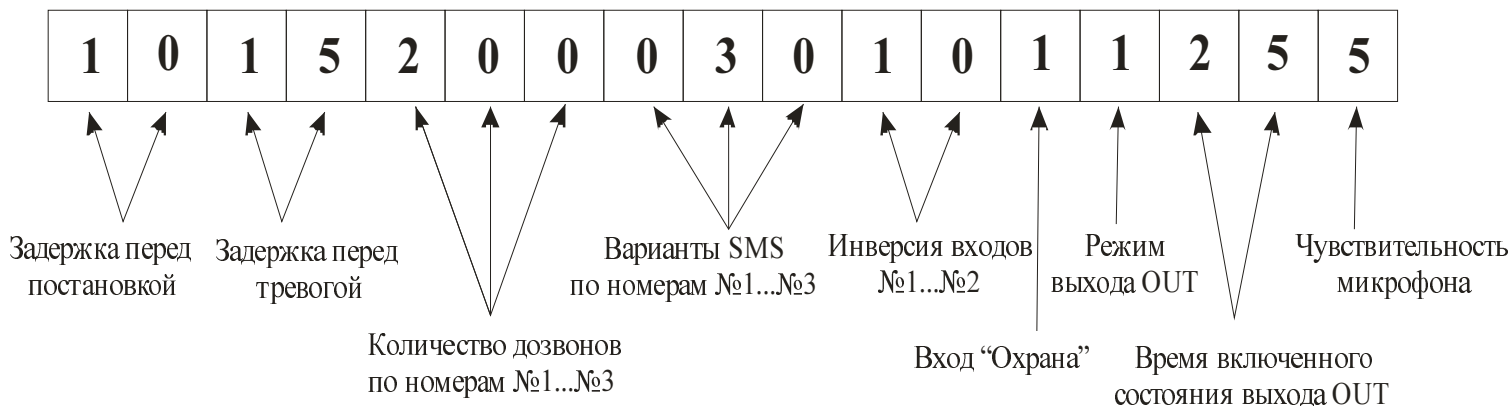 1 0 1 5 2 0 0 0 3 0 1 0 1 1 2 5 5
Задержка перед
постановкой
Задержка перед
тревогой
Количество дозвонов
по номерам №1...№3
Варианты SMS
по номерам №1...№3
Инверсия входов
№1...№2
Вход “Охрана”
Режим
выхода OUT
Время включенного
состояния выхода OUT
Чувствительность
микрофона